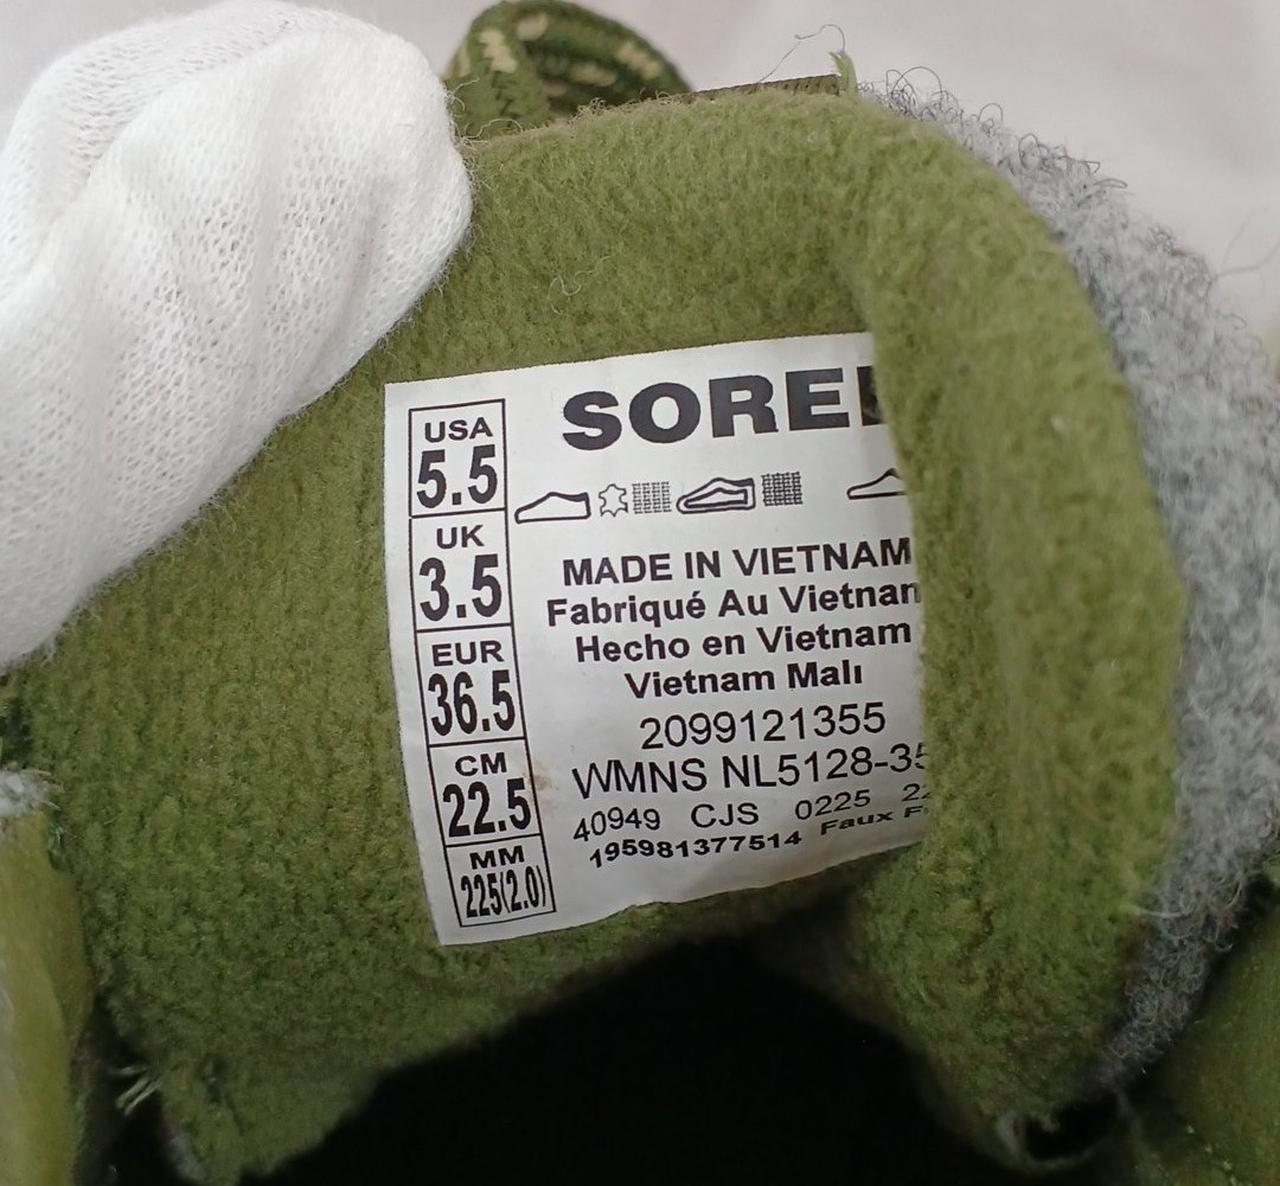 USA
5.5
UK
3.5
EUR
36.5
CM
22.5
MM
225(2.0)
SOREL
MADE IN VIETNAM
Fabriqué Au Vietnam
Hecho en Vietnam
Vietnam Malı
2099121355
WMNS NL5128-35
40949 CJS 0225
195981377514 Faux